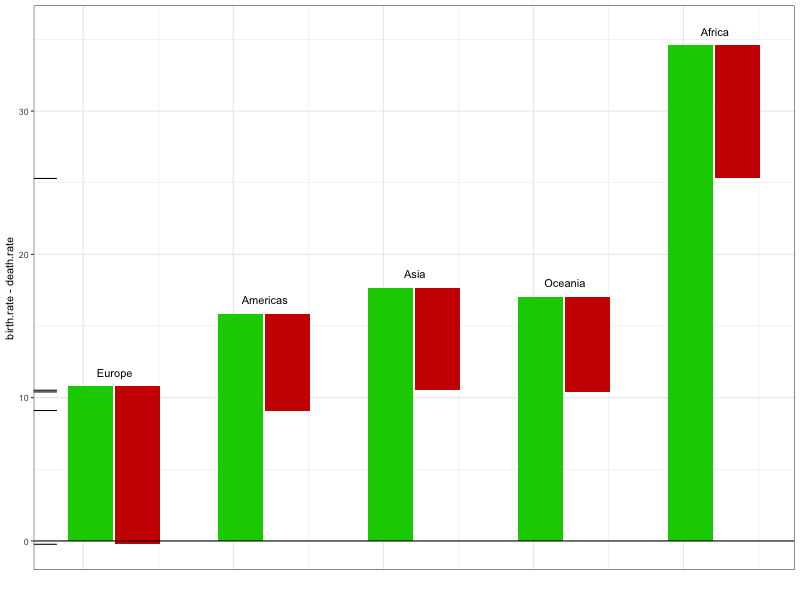 Africa
30
Asia
Oceania
20
Americas
birth.rate - death.rate
Europe
10
0